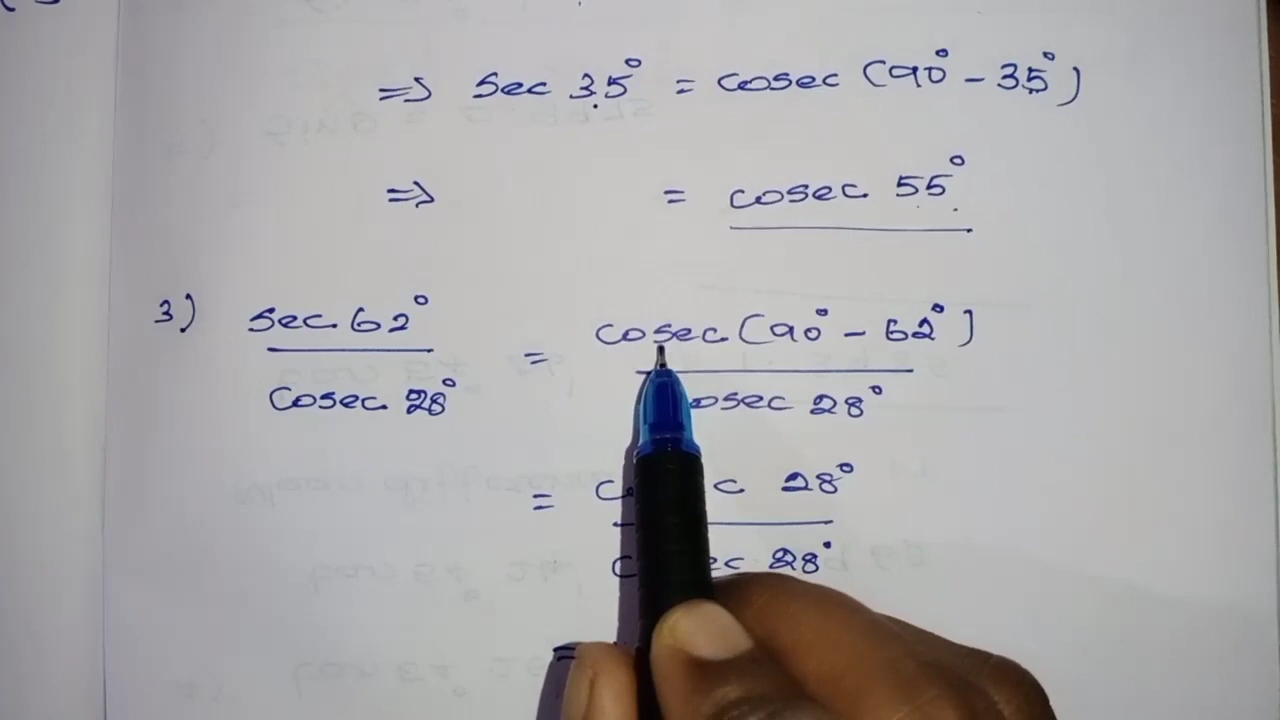 ⇒ sec 35° = cosec (90° - 35°)
⇒ = cosec 55°
3) sec 62° = cosec (90° - 62°)
cosec 28° osec 28°
= c c 28°
c ec 28°
=